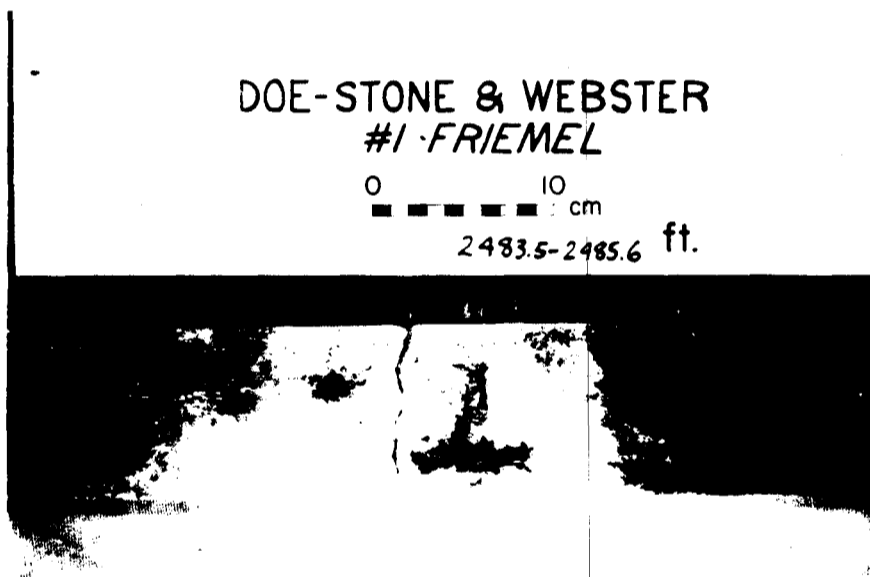 DOE-STONE & WEBSTER
#1 FRIEMEL
0 10
cm
2483.5-2485.6 ft.